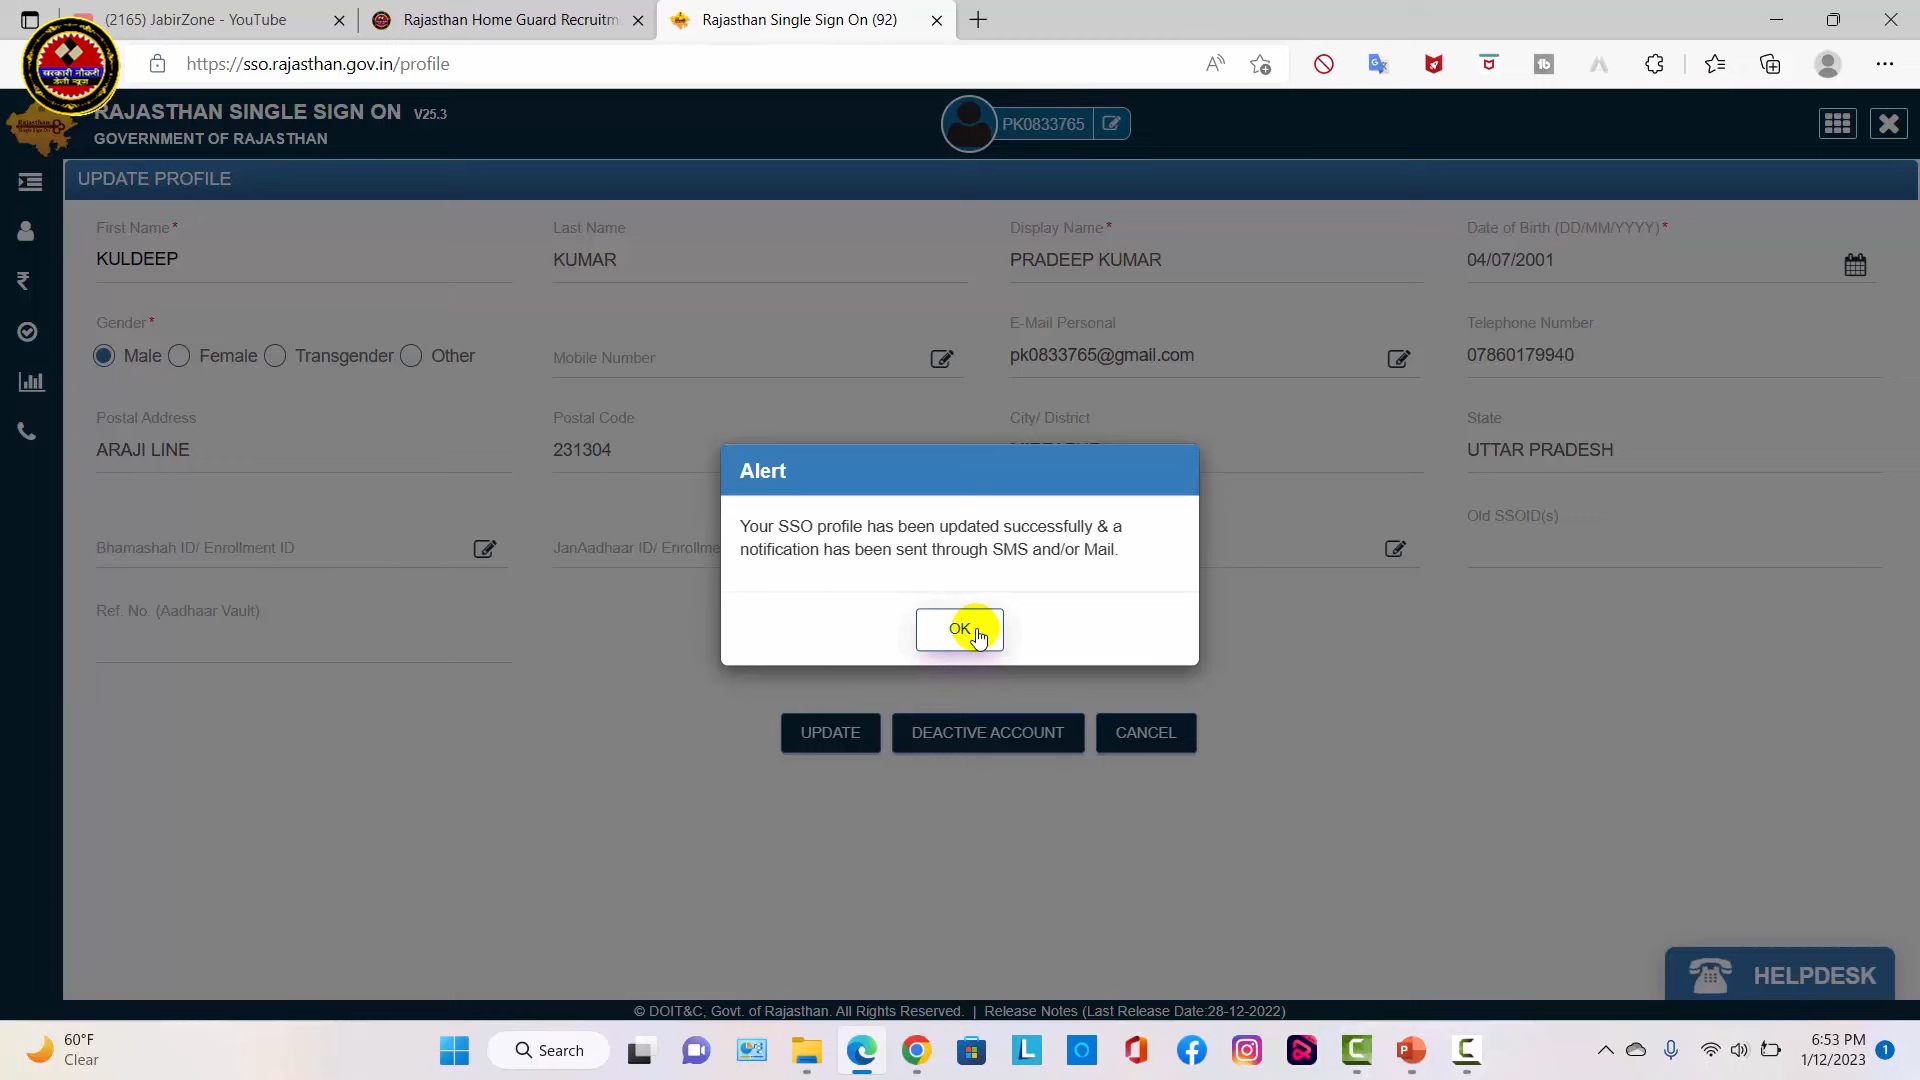 (2165) JabirZone - YouTube
Rajasthan Home Guard Recruitm
Rajasthan Single Sign On (92)
https://sso.rajasthan.gov.in/profile
सरकारी नौकरी
डेली न्यूज
RAJASTHAN SINGLE SIGN ON V25.3
GOVERNMENT OF RAJASTHAN
PK0833765
UPDATE PROFILE
First Name*
Last Name
Display Name*
Date of Birth (DD/MM/YYYY)*
KULDEEP
KUMAR
PRADEEP KUMAR
04/07/2001
Gender*
E-Mail Personal
Telephone Number
Male Female Transgender Other
Mobile Number
pk0833765@gmail.com
07860179940
Postal Address
Postal Code
City/ District
State
ARAJI LINE
231304
UTTAR PRADESH
Alert
Your SSO profile has been updated successfully & a
notification has been sent through SMS and/or Mail.
OK
Old SSOID(s)
Bhamashah ID/ Enrollment ID
JanAadhaar ID/ Enrollme
Ref. No. (Aadhaar Vault)
UPDATE
DEACTIVE ACCOUNT
CANCEL
HELPDESK
© DOIT&C, Govt. of Rajasthan. All Rights Reserved. | Release Notes (Last Release Date:28-12-2022)
60°F
Clear
Search
6:53 PM
1/12/2023
1